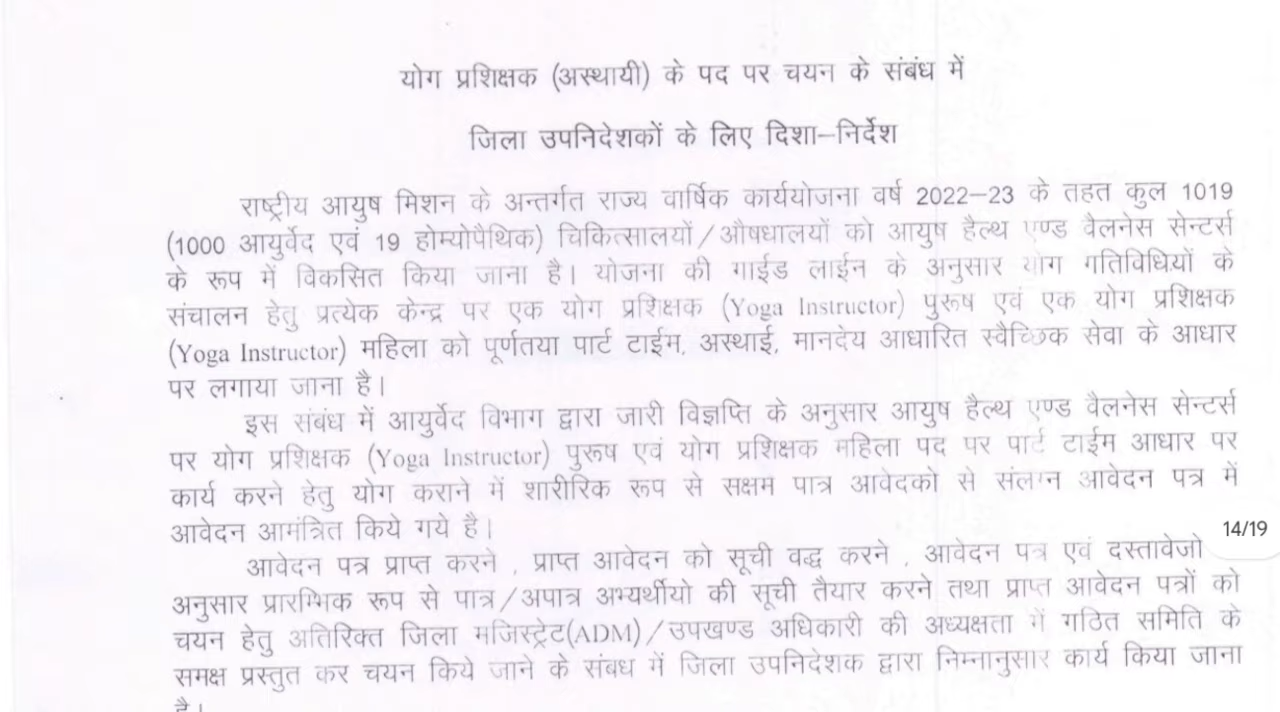 योग प्रशिक्षक (अस्थायी) के पद पर चयन के संबंध में
जिला उपनिदेशकों के लिए दिशा–निर्देश
राष्ट्रीय आयुष मिशन के अन्तर्गत राज्य वार्षिक कार्ययोजना वर्ष 2022–23 के तहत कुल 1019
(1000 आयुर्वेद एवं 19 होम्योपैथिक) चिकित्सालयों/औषधालयों को आयुष हैल्थ एण्ड वैलनेस सेन्टर्स
के रूप में विकसित किया जाना है। योजना की गाईड लाईन के अनुसार योग गतिविधियों के
संचालन हेतु प्रत्येक केन्द्र पर एक योग प्रशिक्षक (Yoga Instructor) पुरूष एवं एक योग प्रशिक्षक
(Yoga Instructor) महिला को पूर्णतया पार्ट टाईम, अस्थाई, मानदेय आधारित स्वैच्छिक सेवा के आधार
पर लगाया जाना है।
इस संबंध में आयुर्वेद विभाग द्वारा जारी विज्ञप्ति के अनुसार आयुष हैल्थ एण्ड वैलनेस सेन्टर्स
पर योग प्रशिक्षक (Yoga Instructor) पुरूष एवं योग प्रशिक्षक महिला पद पर पार्ट टाईम आधार पर
कार्य करने हेतु योग कराने में शारीरिक रूप से सक्षम पात्र आवेदको से संलग्न आवेदन पत्र में
आवेदन आमंत्रित किये गये है।
14/19
आवेदन पत्र प्राप्त करने , प्राप्त आवेदन को सूची वद्ध करने , आवेदन पत्र एवं दस्तावेजो
अनुसार प्रारम्भिक रूप से पात्र/अपात्र अभ्यर्थीयो की सूची तैयार करने तथा प्राप्त आवेदन पत्रों को
चयन हेतु अतिरिक्त जिला मजिस्ट्रेट(ADM)/उपखण्ड अधिकारी की अध्यक्षता में गठित समिति के
समक्ष प्रस्तुत कर चयन किये जाने के संबध में जिला उपनिदेशक द्वारा निम्नानुसार कार्य किया जाना
है।